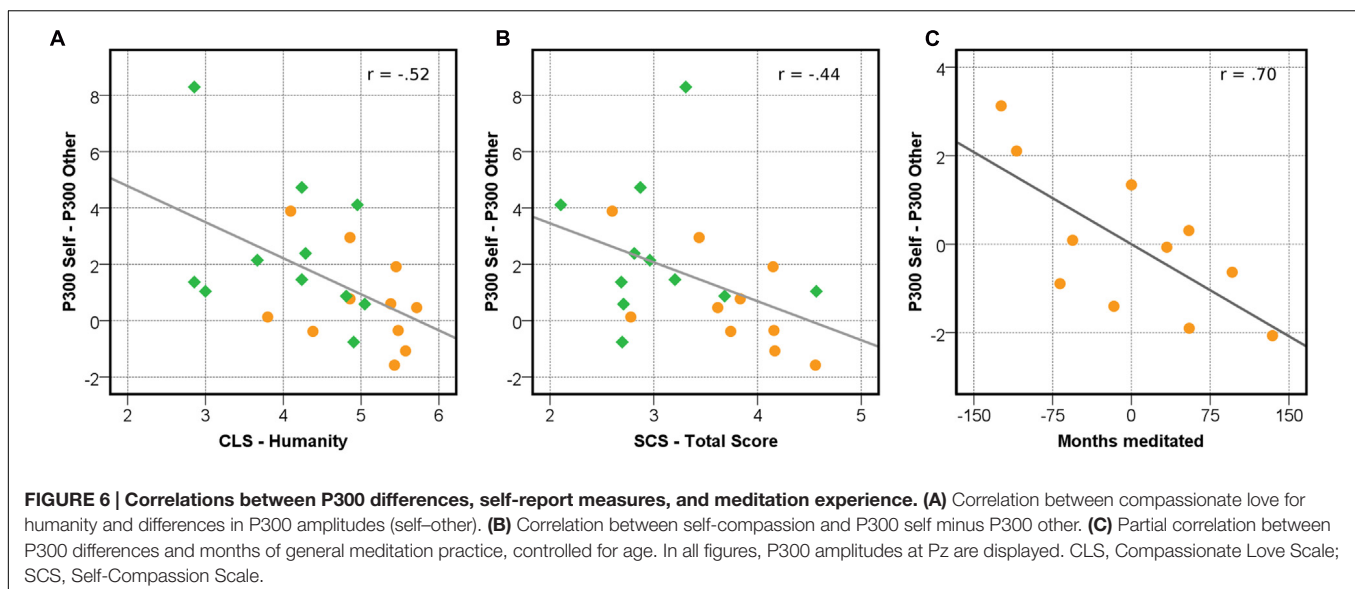 A
B
C
r = -.52
r = -.44
r = .70
P300 Self - P300 Other
8
6
4
2
0
-2
2 3 4 5 6
CLS - Humanity
P300 Self - P300 Other
8
6
4
2
0
-2
2 3 4 5
SCS - Total Score
P300 Self - P300 Other
4
2
0
-2
-150 -75 0 75 150
Months meditated
FIGURE 6 | Correlations between P300 differences, self-report measures, and meditation experience. (A) Correlation between compassionate love for
humanity and differences in P300 amplitudes (self–other). (B) Correlation between self-compassion and P300 self minus P300 other. (C) Partial correlation between
P300 differences and months of general meditation practice, controlled for age. In all figures, P300 amplitudes at Pz are displayed. CLS, Compassionate Love Scale;
SCS, Self-Compassion Scale.